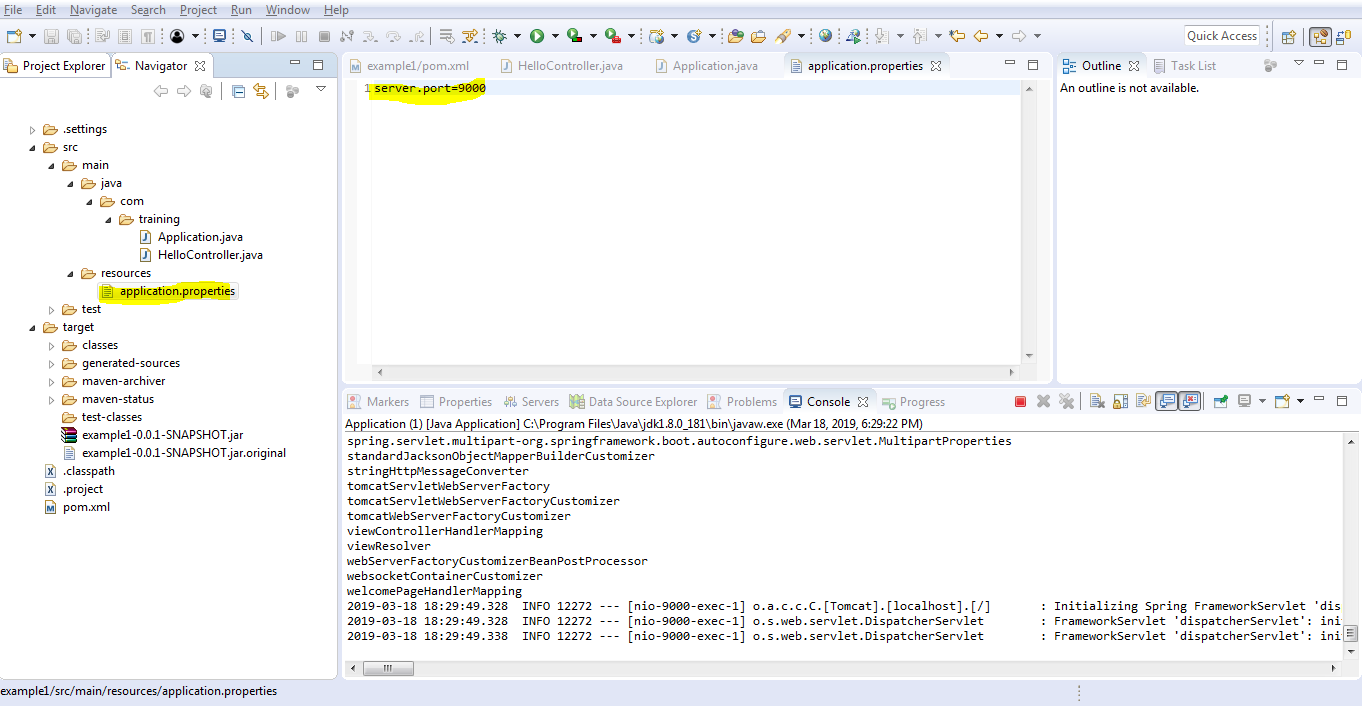 File Edit Navigate Search Project Run Window Help
Quick Access
Project Explorer Navigator
example1/pom.xml HelloController.java Application.java application.properties
Outline Task List
1 server.port=9000
An outline is not available.
.settings
src
main
java
com
training
Application.java
HelloController.java
resources
application.properties
test
target
classes
generated-sources
maven-archiver
maven-status
test-classes
example1-0.0.1-SNAPSHOT.jar
example1-0.0.1-SNAPSHOT.jar.original
.classpath
.project
pom.xml
Markers Properties Servers Data Source Explorer Problems Console Progress
Application (1) [Java Application] C:\Program Files\Java\jdk1.8.0_181\bin\javaw.exe (Mar 18, 2019, 6:29:22 PM)
spring.servlet.multipart-org.springframework.boot.autoconfigure.web.servlet.MultipartProperties
standardJacksonObjectMapperBuilderCustomizer
stringHttpMessageConverter
tomcatServletWebServerFactory
tomcatServletWebServerFactoryCustomizer
tomcatWebServerFactoryCustomizer
viewControllerHandlerMapping
viewResolver
webServerFactoryCustomizerBeanPostProcessor
websocketContainerCustomizer
welcomePageHandlerMapping
2019-03-18 18:29:49.328 INFO 12272 --- [nio-9000-exec-1] o.a.c.c.C.[Tomcat].[localhost].[/] : Initializing Spring FrameworkServlet 'dis
2019-03-18 18:29:49.328 INFO 12272 --- [nio-9000-exec-1] o.s.web.servlet.DispatcherServlet : FrameworkServlet 'dispatcherServlet': ini
2019-03-18 18:29:49.338 INFO 12272 --- [nio-9000-exec-1] o.s.web.servlet.DispatcherServlet : FrameworkServlet 'dispatcherServlet': ini
example1/src/main/resources/application.properties